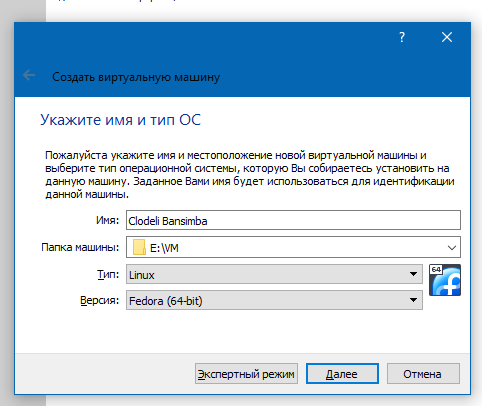 ?
Создать виртуальную машину
Укажите имя и тип ОС
Пожалуйста укажите имя и местоположение новой виртуальной машины и
выберите тип операционной системы, которую Вы собираетесь установить на
данную машину. Заданное Вами имя будет использоваться для идентификации
данной машины.
Имя: Clodeli Bansimba
Папка машины: E:\VM
Тип: Linux
64
Версия: Fedora (64-bit)
Экспертный режим Далее Отмена